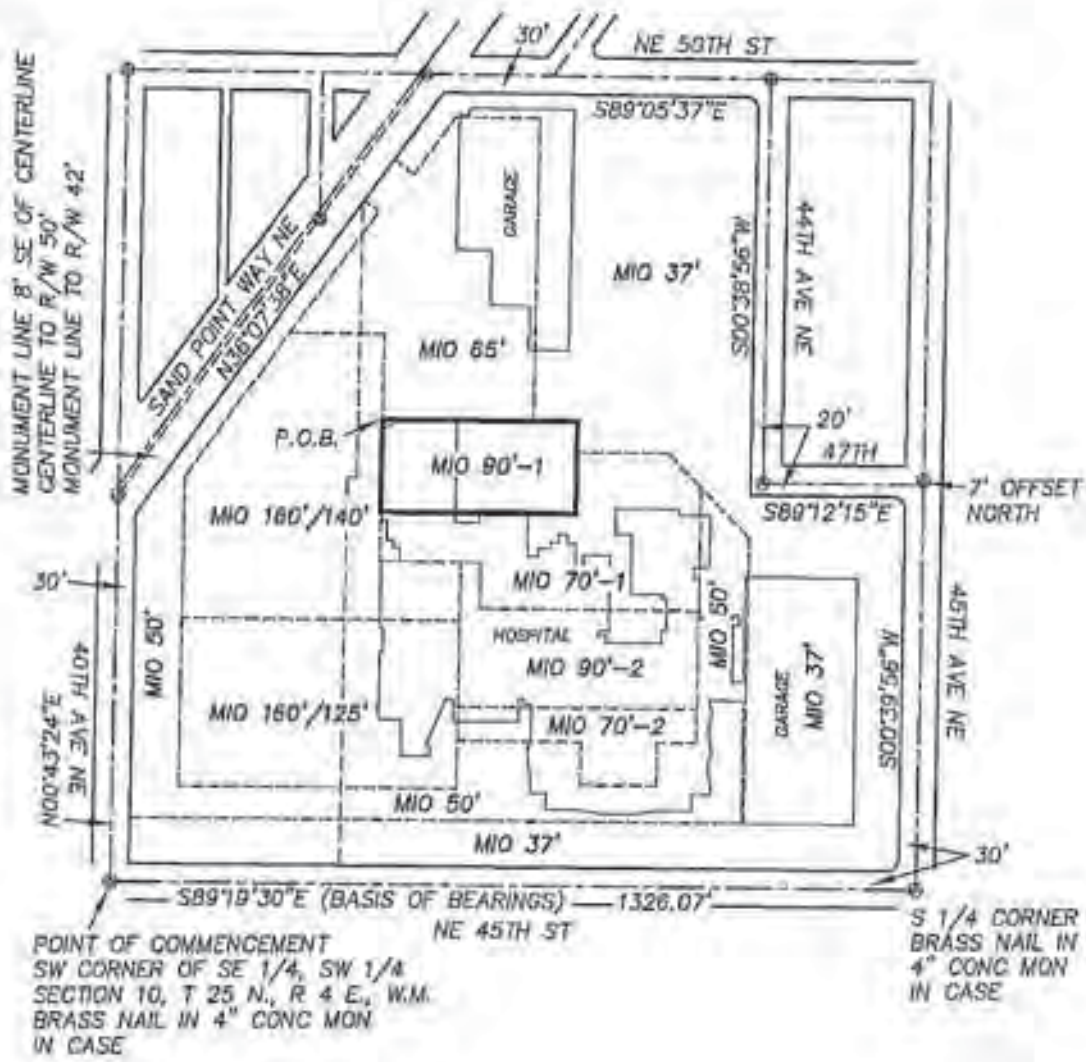 30'
NE 50TH ST
S89°05'37"E
MONUMENT LINE 8' SE OF CENTERLINE
CENTERLINE TO R/W 50'
MONUMENT LINE TO R/W 42'
SAND POINT WAY NE
N36°07'38"E
GARAGE
MIO 37'
S00°38'56"W
44TH AVE NE
MIO 65'
P.O.B.
MIO 90'-1
20'
47TH
7' OFFSET
NORTH
S89°12'15"E
MIO 160'/140'
30'
MIO 70'-1
MIO 50'
MIO 50'
HOSPITAL
MIO 90'-2
GARAGE
MIO 37'
S00°39'56"W
45TH AVE NE
N00°43'24"E
40TH AVE NE
MIO 160'/125'
MIO 70'-2
MIO 50'
MIO 37'
30'
S89°19'30"E (BASIS OF BEARINGS)
1326.07'
NE 45TH ST
POINT OF COMMENCEMENT
SW CORNER OF SE 1/4, SW 1/4
SECTION 10, T 25 N., R 4 E., W.M.
BRASS NAIL IN 4" CONC MON
IN CASE
S 1/4 CORNER
BRASS NAIL IN
4" CONC MON
IN CASE